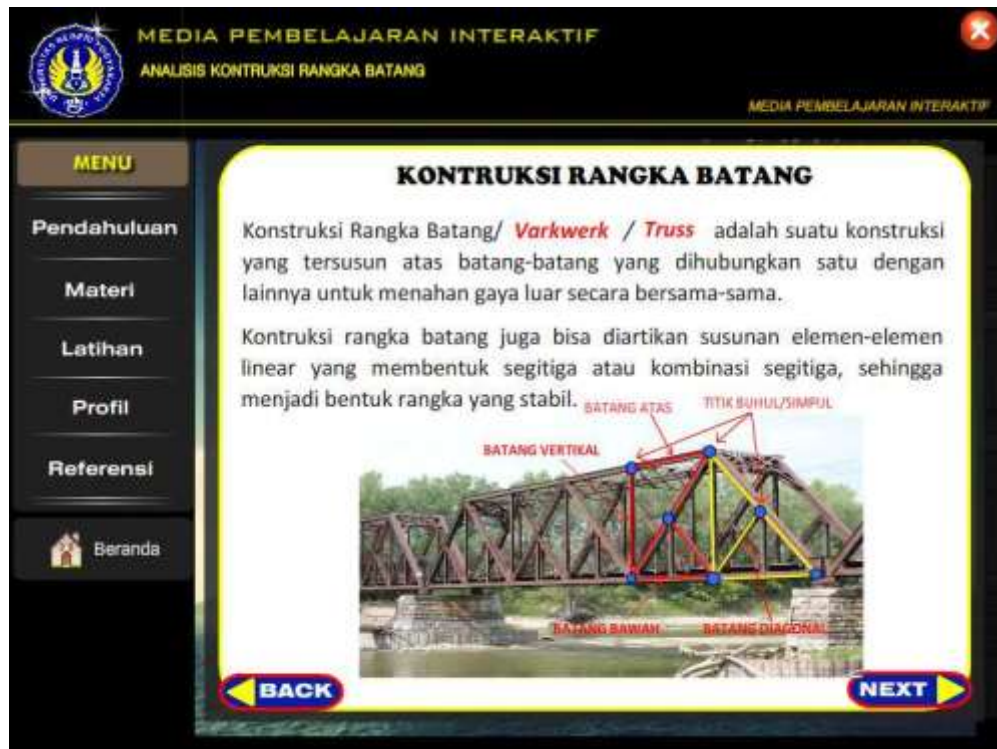 MEDIA PEMBELAJARAN INTERAKTIF
ANALISIS KONTRUKSI RANGKA BATANG
MEDIA PEMBELAJARAN INTERAKTIF
MENU
Pendahuluan
Materi
Latihan
Profil
Referensi
Beranda
KONTRUKSI RANGKA BATANG
Konstruksi Rangka Batang/ Varkwerk / Truss adalah suatu konstruksi
yang tersusun atas batang-batang yang dihubungkan satu dengan
lainnya untuk menahan gaya luar secara bersama-sama.
Kontruksi rangka batang juga bisa diartikan susunan elemen-elemen
linear yang membentuk segitiga atau kombinasi segitiga, sehingga
menjadi bentuk rangka yang stabil.
BATANG ATAS
TITIK BUHUL/SIMPUL
BATANG VERTIKAL
BATANG BAWAH
BATANG DIAGONAL
BACK
NEXT